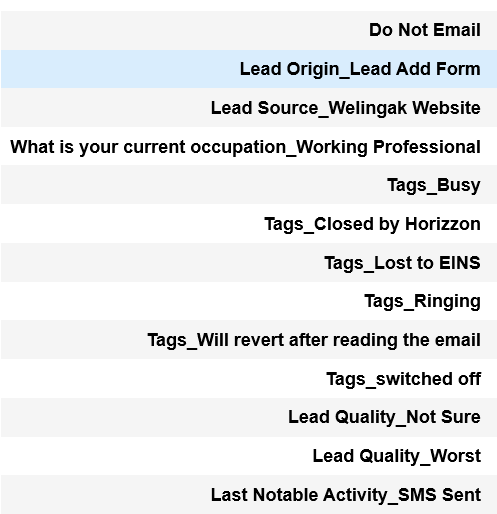 Do Not Email
Lead Origin_Lead Add Form
Lead Source_Welingak Website
What is your current occupation_Working Professional
Tags_Busy
Tags_Closed by Horizzon
Tags_Lost to EINS
Tags_Ringing
Tags_Will revert after reading the email
Tags_switched off
Lead Quality_Not Sure
Lead Quality_Worst
Last Notable Activity_SMS Sent